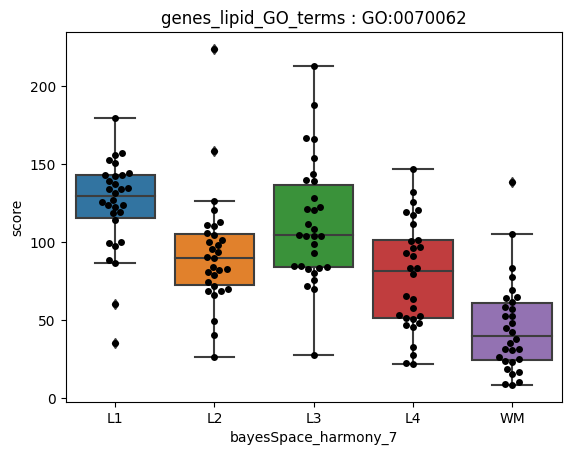 genes_lipid_GO_terms : GO:0070062
score
200
150
100
50
0
L1 L2 L3 L4 WM
bayesSpace_harmony_7